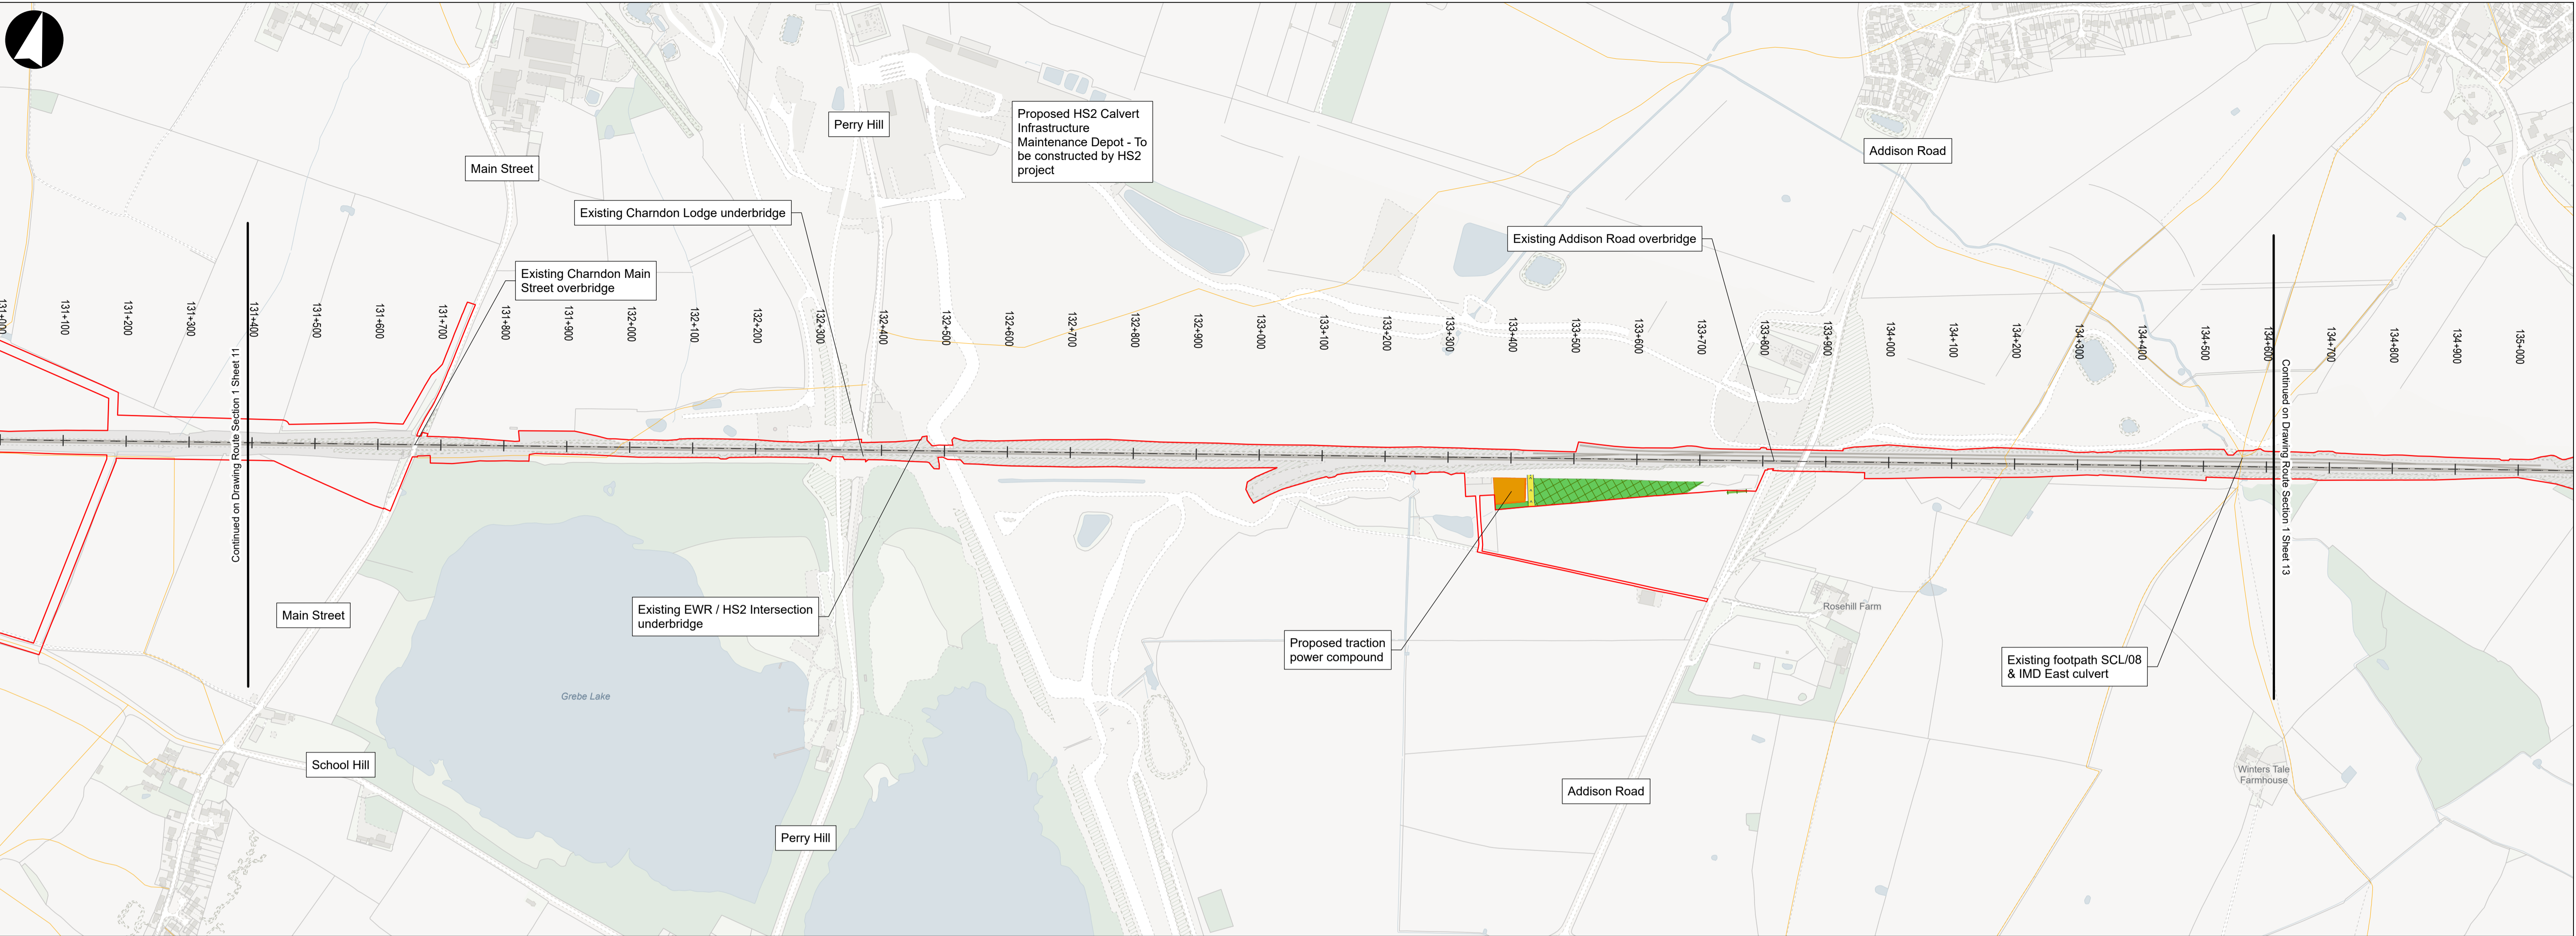 Perry Hill
Proposed HS2 Calvert
Infrastructure
Maintenance Depot - To
be constructed by HS2
project
Main Street
Addison Road
Existing Charndon Lodge underbridge
Existing Addison Road overbridge
Existing Charndon Main
Street overbridge
131+000
131+100
131+200
131+300
131+400
131+500
131+600
131+700
131+800
131+900
132+000
132+100
132+200
132+300
132+400
132+500
132+600
132+700
132+800
132+900
133+000
133+100
133+200
133+300
133+400
133+500
133+600
133+700
133+800
133+900
134+000
134+100
134+200
134+300
134+400
134+500
134+600
134+700
134+800
134+900
135+000
Continued on Drawing Route Section 1 Sheet 11
Continued on Drawing Route Section 1 Sheet 13
Main Street
Existing EWR / HS2 Intersection
underbridge
Proposed traction
power compound
Rosehill Farm
Existing footpath SCL/08
& IMD East culvert
Grebe Lake
School Hill
Winters Tale
Farmhouse
Addison Road
Perry Hill